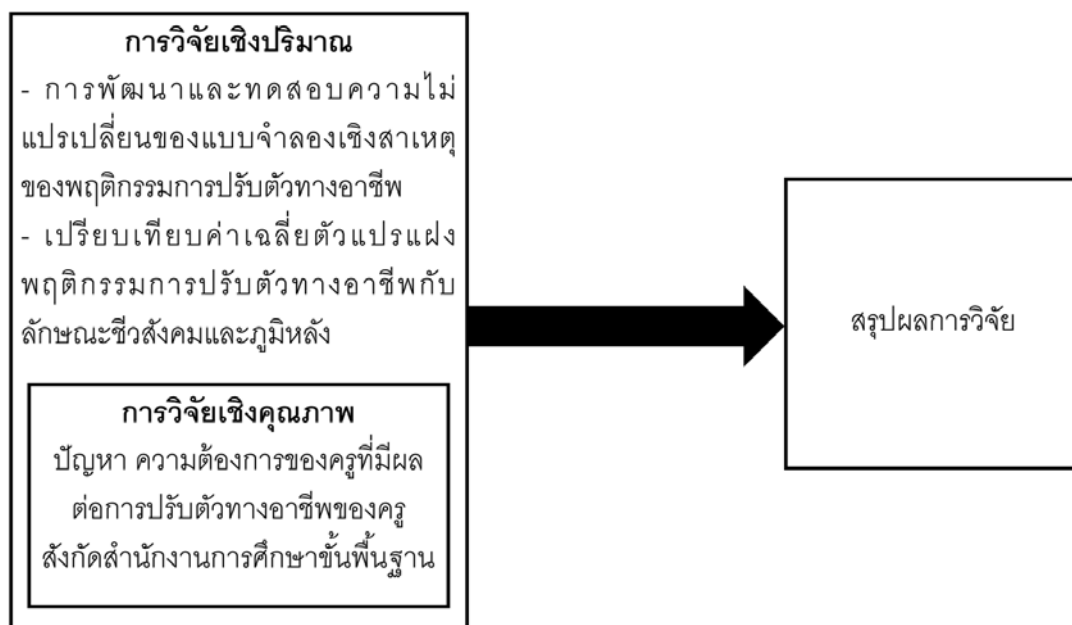 การวิจัยเชิงปริมาณ
- การพัฒนาและทดสอบความไม่
แปรเปลี่ยนของแบบจำลองเชิงสาเหตุ
ของพฤติกรรมการปรับตัวทางอาชีพ
- เปรียบเทียบค่าเฉลี่ยตัวแปรแฝง
พฤติกรรมการปรับตัวทางอาชีพกับ
ลักษณะชีวสังคมและภูมิหลัง
การวิจัยเชิงคุณภาพ
ปัญหา ความต้องการของครูที่มีผล
ต่อการปรับตัวทางอาชีพของครู
สังกัดสำนักงานการศึกษาขั้นพื้นฐาน
สรุปผลการวิจัย